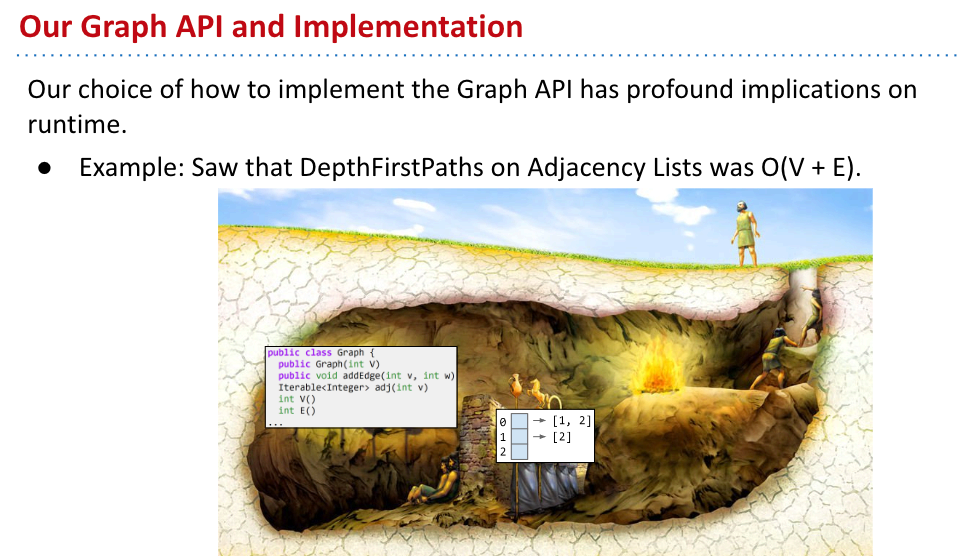 Our Graph API and Implementation
Our choice of how to implement the Graph API has profound implications on
runtime.
● Example: Saw that DepthFirstPaths on Adjacency Lists was O(V + E).
public class Graph {
public Graph(int V)
public void addEdge(int v, int w)
Iterable<Integer> adj(int v)
int V()
int E()
...
0 → [1, 2]
1 → [2]
2